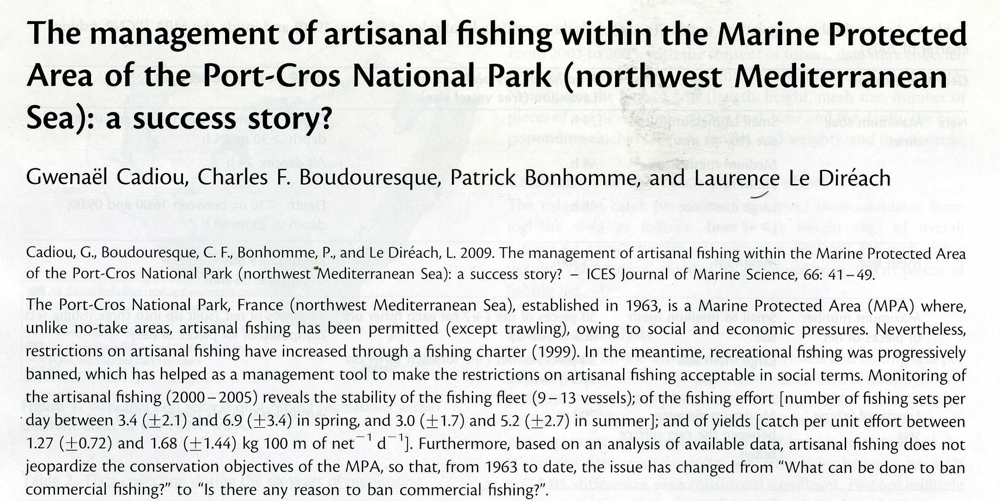 The management of artisanal fishing within the Marine Protected
Area of the Port-Cros National Park (northwest Mediterranean
Sea): a success story?
Gwenaël Cadiou, Charles F. Boudouresque, Patrick Bonhomme, and Laurence Le Diréach
Cadiou, G., Boudouresque, C. F., Bonhomme, P., and Le Diréach, L. 2009. The management of artisanal fishing within the Marine Protected Area
of the Port-Cros National Park (northwest Mediterranean Sea): a success story? – ICES Journal of Marine Science, 66: 41–49.
The Port-Cros National Park, France (northwest Mediterranean Sea), established in 1963, is a Marine Protected Area (MPA) where,
unlike no-take areas, artisanal fishing has been permitted (except trawling), owing to social and economic pressures. Nevertheless,
restrictions on artisanal fishing have increased through a fishing charter (1999). In the meantime, recreational fishing was progressively
banned, which has helped as a management tool to make the restrictions on artisanal fishing acceptable in social terms. Monitoring of
the artisanal fishing (2000–2005) reveals the stability of the fishing fleet (9–13 vessels); of the fishing effort [number of fishing sets per
day between 3.4 (±2.1) and 6.9 (±3.4) in spring, and 3.0 (±1.7) and 5.2 (±2.7) in summer]; and of yields [catch per unit effort between
1.27 (±0.72) and 1.68 (±1.44) kg 100 m of net⁻¹ d⁻¹]. Furthermore, based on an analysis of available data, artisanal fishing does not
jeopardize the conservation objectives of the MPA, so that, from 1963 to date, the issue has changed from “What can be done to ban
commercial fishing?” to “Is there any reason to ban commercial fishing?”.